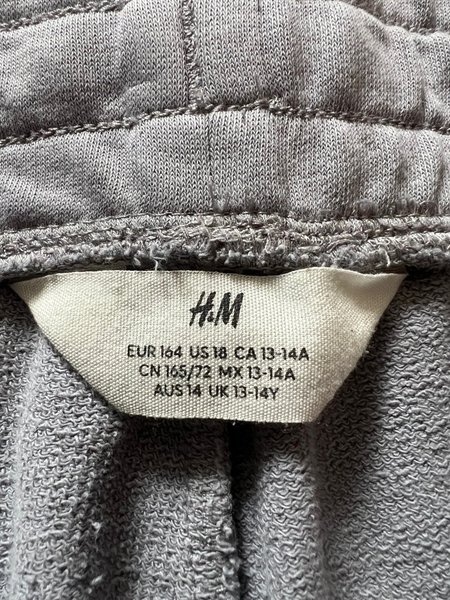 H&M
EUR 164 US 18 CA 13-14A
CN 165/72 MX 13-14A
AUS 14 UK 13-14Y